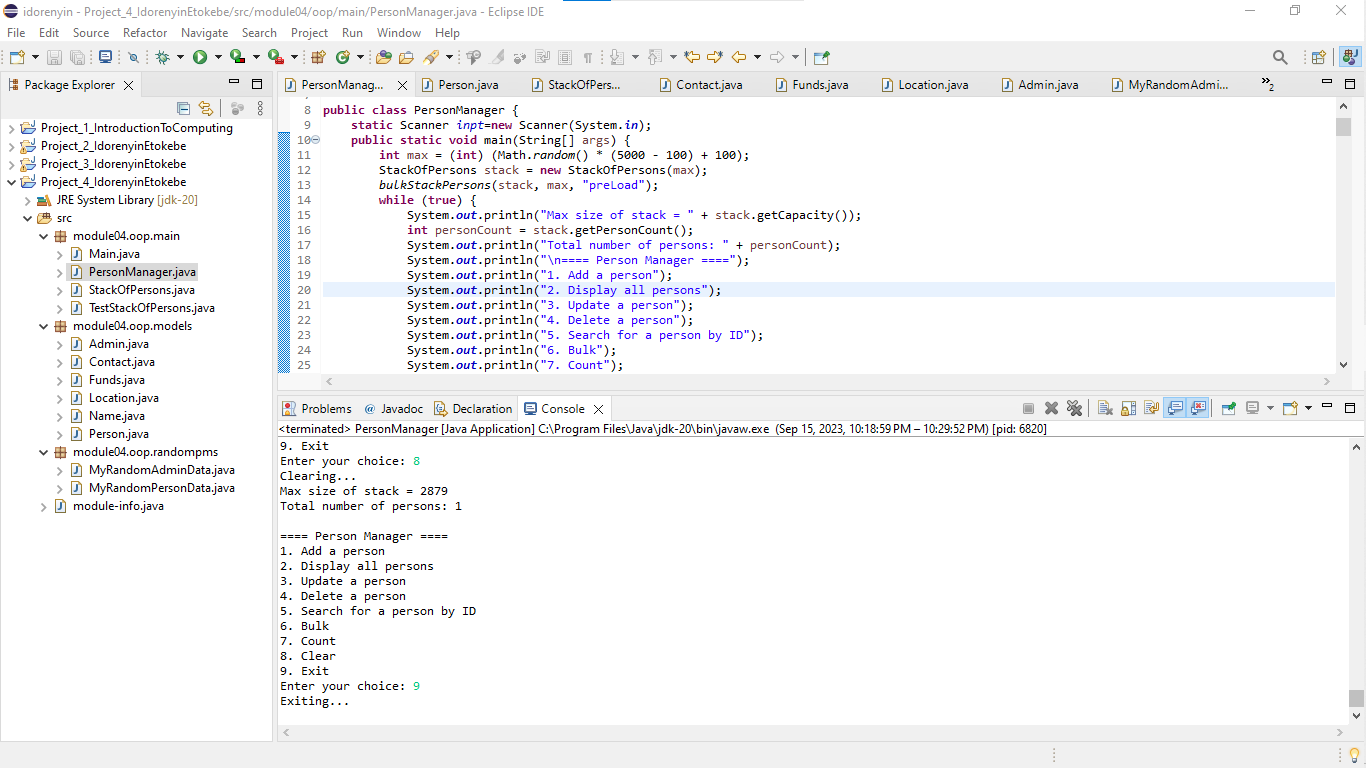 idorenyin - Project_4_IdorenyinEtokebe/src/module04/oop/main/PersonManager.java - Eclipse IDE
File Edit Source Refactor Navigate Search Project Run Window Help
Package Explorer
Project_1_IntroductionToComputing
Project_2_IdorenyinEtokebe
Project_3_IdorenyinEtokebe
Project_4_IdorenyinEtokebe
JRE System Library [jdk-20]
src
module04.oop.main
Main.java
PersonManager.java
StackOfPersons.java
TestStackOfPersons.java
module04.oop.models
Admin.java
Contact.java
Funds.java
Location.java
Name.java
Person.java
module04.oop.randompms
MyRandomAdminData.java
MyRandomPersonData.java
module-info.java
PersonManag... Person.java StackOfPers... Contact.java Funds.java Location.java Admin.java MyRandomAdmi... »2
8 public class PersonManager {
9 static Scanner inpt=new Scanner(System.in);
10 public static void main(String[] args) {
11 int max = (int) (Math.random() * (5000 - 100) + 100);
12 StackOfPersons stack = new StackOfPersons(max);
13 bulkStackPersons(stack, max, "preLoad");
14 while (true) {
15 System.out.println("Max size of stack = " + stack.getCapacity());
16 int personCount = stack.getPersonCount();
17 System.out.println("Total number of persons: " + personCount);
18 System.out.println("\n==== Person Manager ====");
19 System.out.println("1. Add a person");
20 System.out.println("2. Display all persons");
21 System.out.println("3. Update a person");
22 System.out.println("4. Delete a person");
23 System.out.println("5. Search for a person by ID");
24 System.out.println("6. Bulk");
25 System.out.println("7. Count");
Problems @ Javadoc Declaration Console
<terminated> PersonManager [Java Application] C:\Program Files\Java\jdk-20\bin\javaw.exe (Sep 15, 2023, 10:18:59 PM – 10:29:52 PM) [pid: 6820]
9. Exit
Enter your choice: 8
Clearing...
Max size of stack = 2879
Total number of persons: 1
==== Person Manager ====
1. Add a person
2. Display all persons
3. Update a person
4. Delete a person
5. Search for a person by ID
6. Bulk
7. Count
8. Clear
9. Exit
Enter your choice: 9
Exiting...